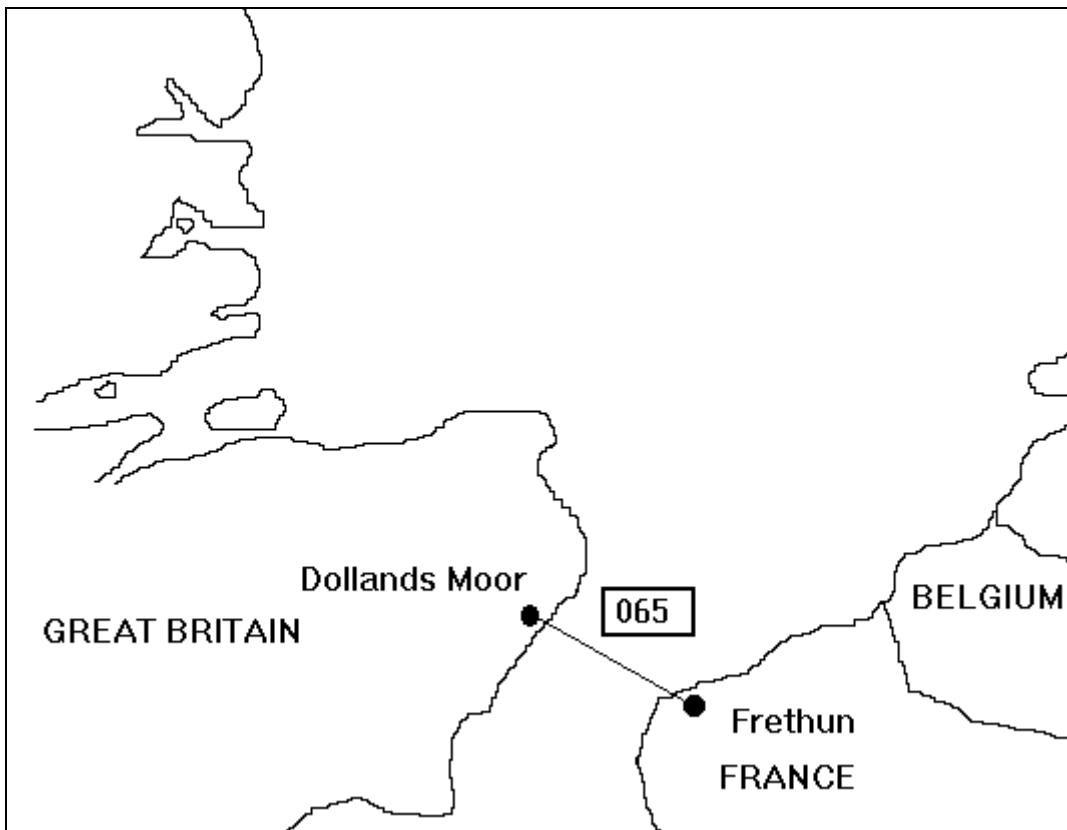 Dollands Moor
065
BELGIUM
GREAT BRITAIN
Frethun
FRANCE